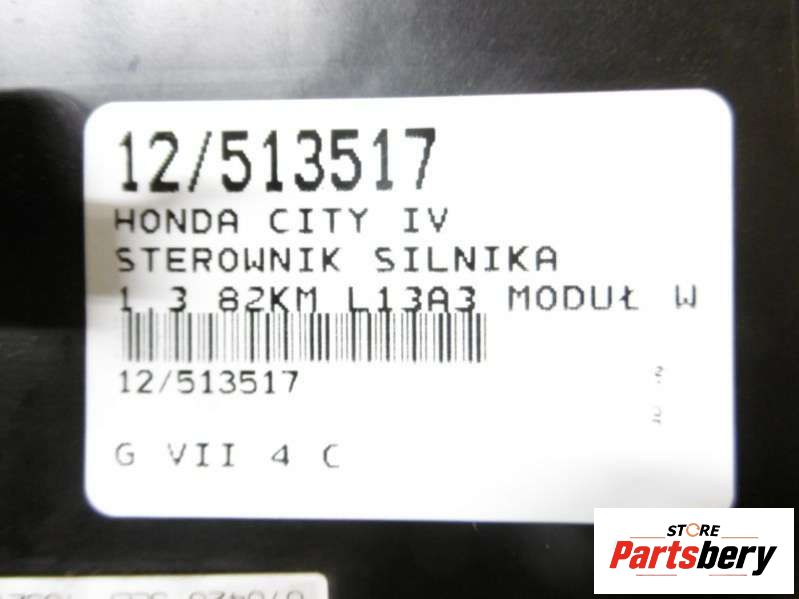 12/513517
HONDA CITY IV
STEROWNIK SILNIKA
1.3 82KM L13A3 MODUŁ W
12/513517
G VII 4 C
STORE
Partsbery